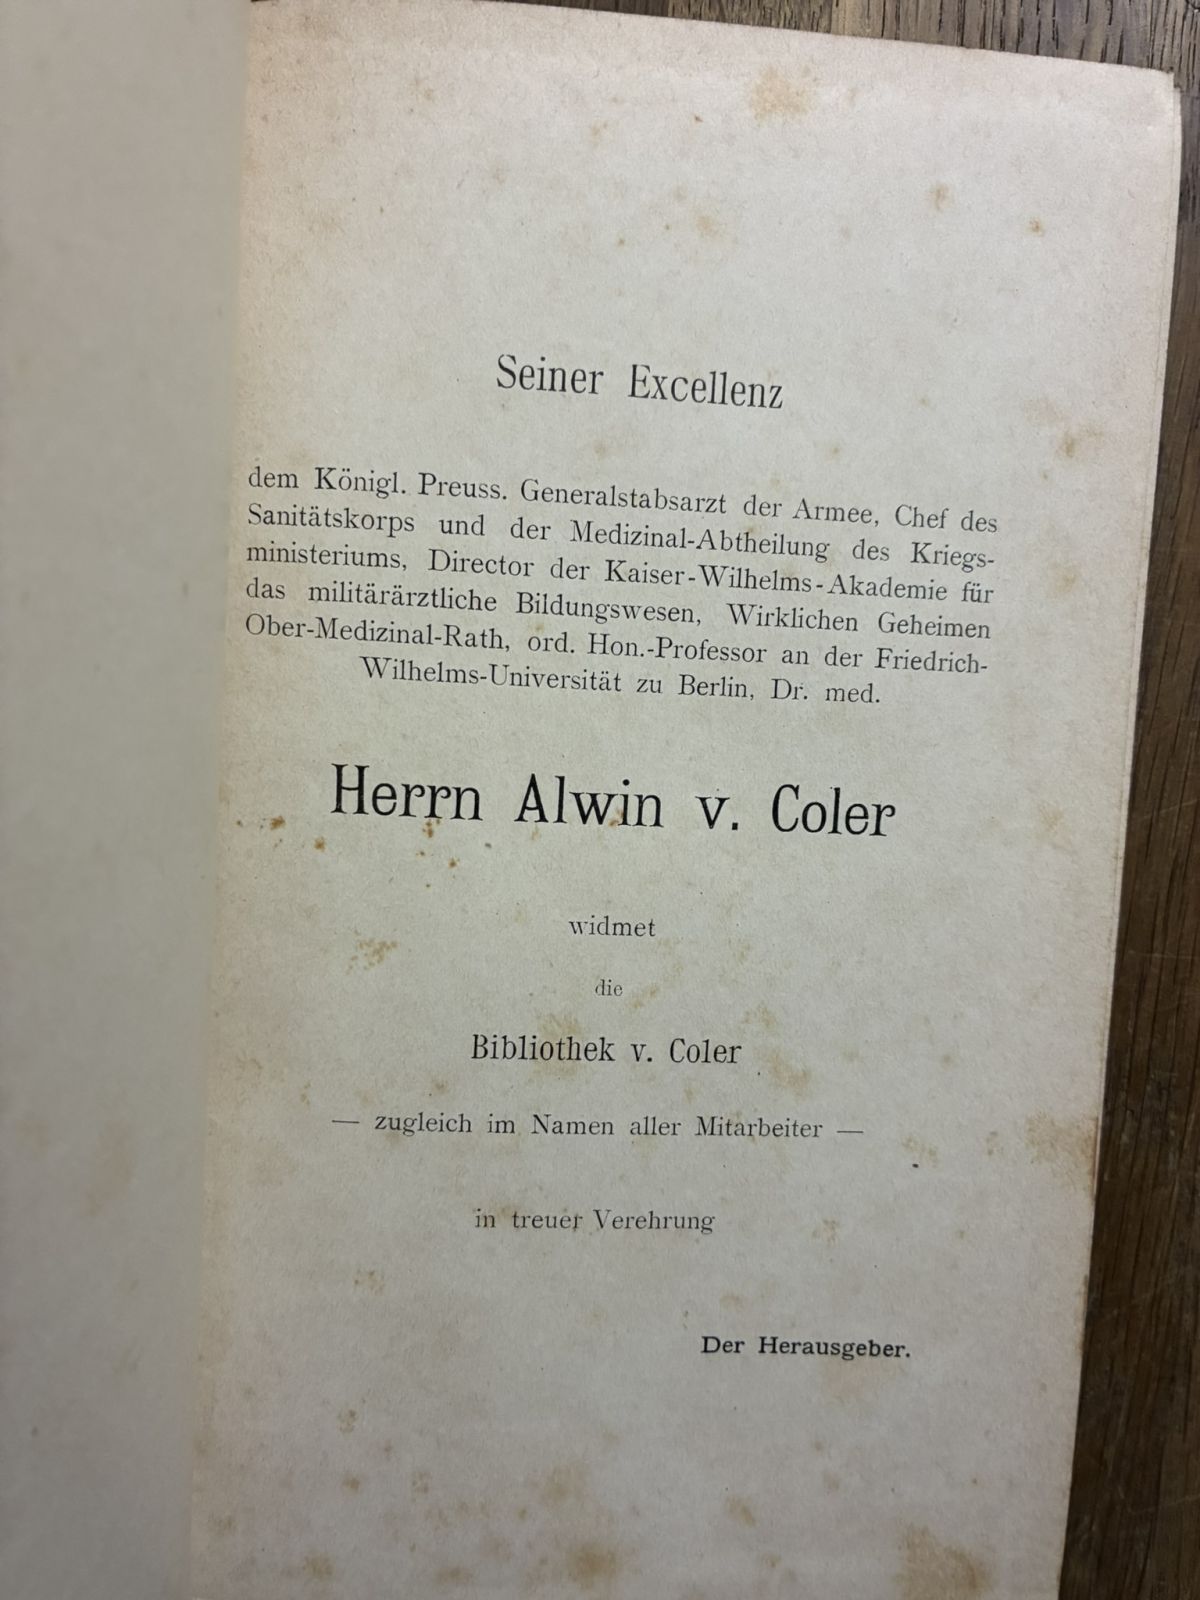 Seiner Excellenz
dem Königl. Preuss. Generalstabsarzt der Armee, Chef des
Sanitätskorps und der Medizinal-Abtheilung des Kriegs-
ministeriums, Director der Kaiser-Wilhelms-Akademie für
das militärärztliche Bildungswesen, Wirklichen Geheimen
Ober-Medizinal-Rath, ord. Hon.-Professor an der Friedrich-
Wilhelms-Universität zu Berlin, Dr. med.
Herrn Alwin v. Coler
widmet
die
Bibliothek v. Coler
— zugleich im Namen aller Mitarbeiter —
in treuer Verehrung
Der Herausgeber.